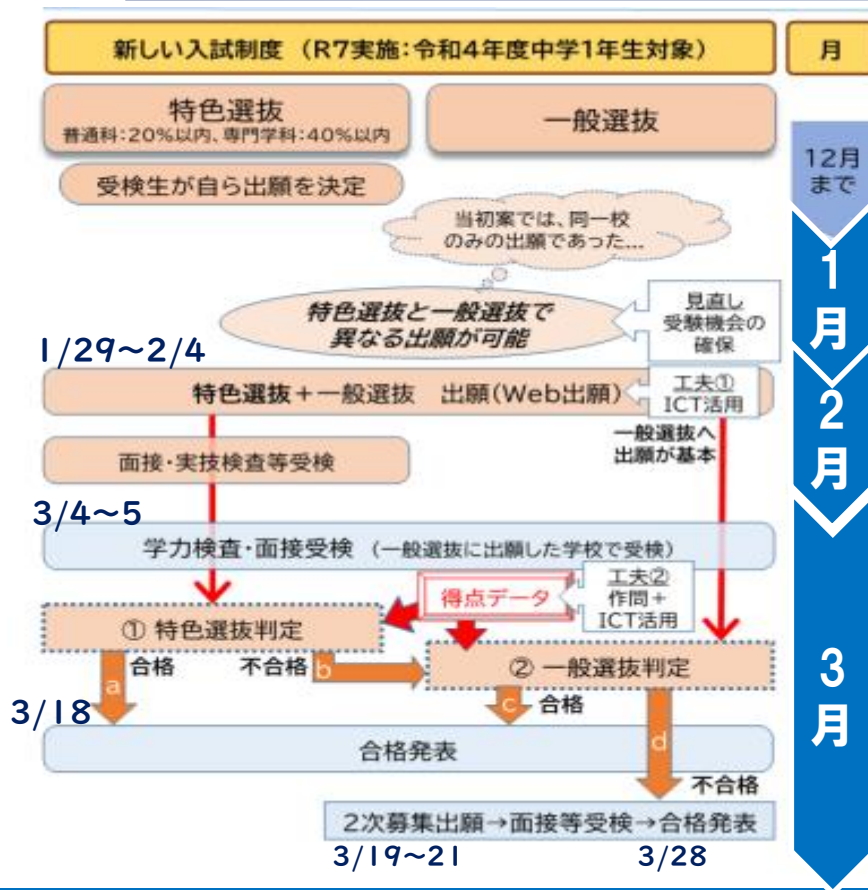 新しい入試制度 (R7実施:令和4年度中学1年生対象)
月
特色選抜
普通科:20%以内、専門学科:40%以内
一般選抜
受検生が自ら出願を決定
12月
まで
当初案では、同一校
のみの出願であった…
1
月
特色選抜と一般選抜で
異なる出願が可能
見直し
受験機会の
確保
1/29~2/4
特色選抜+一般選抜 出願(Web出願)
工夫①
ICT活用
2
月
一般選抜へ
出願が基本
面接・実技検査等受検
3/4~5
学力検査・面接受検 (一般選抜に出願した学校で受検)
得点データ
工夫②
作問+
ICT活用
① 特色選抜判定
a
合格
不合格
b
② 一般選抜判定
3
月
c
合格
d
3/18
合格発表
不合格
2次募集出願→面接等受検→合格発表
3/19~21
3/28